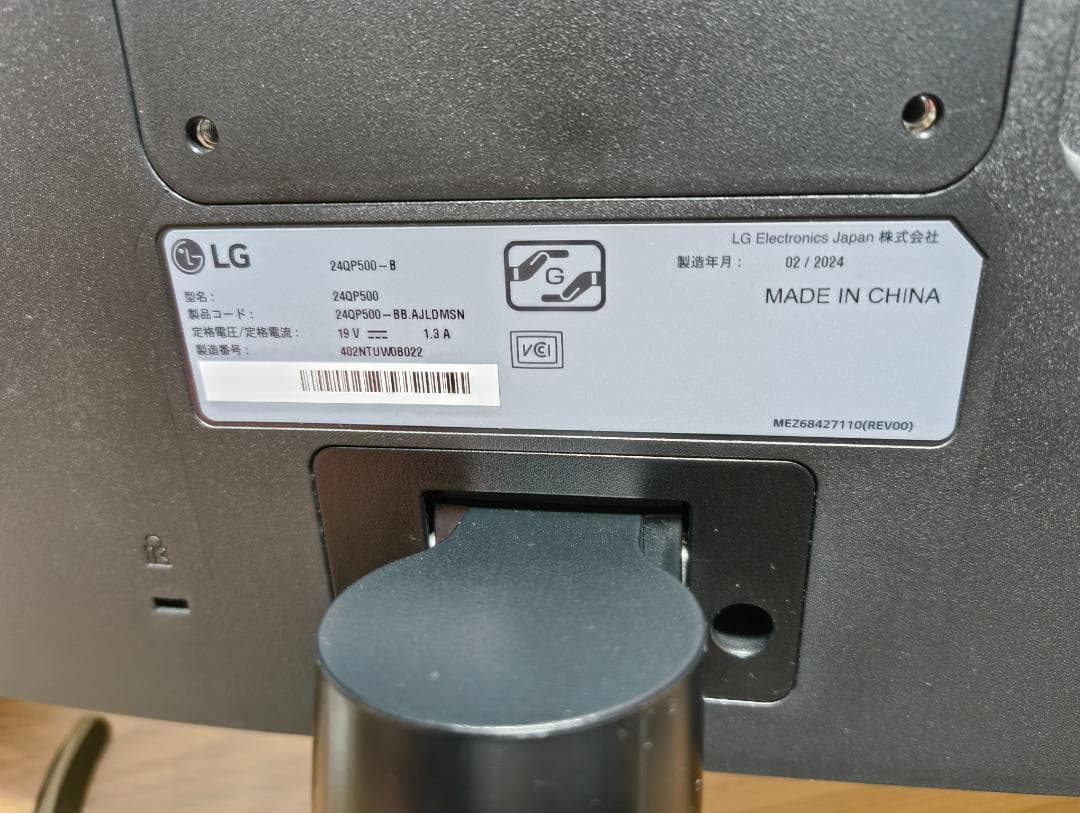 LG
24QP500-B
型名: 24QP500
製品コード: 24QP500-BB.AJLDMSN
定格電圧/定格電流: 19 V ⎓ 1.3 A
製造番号: 402NTUW0B022
G
VCI
LG Electronics Japan 株式会社
製造年月: 02 / 2024
MADE IN CHINA
MEZ68427110(REV00)